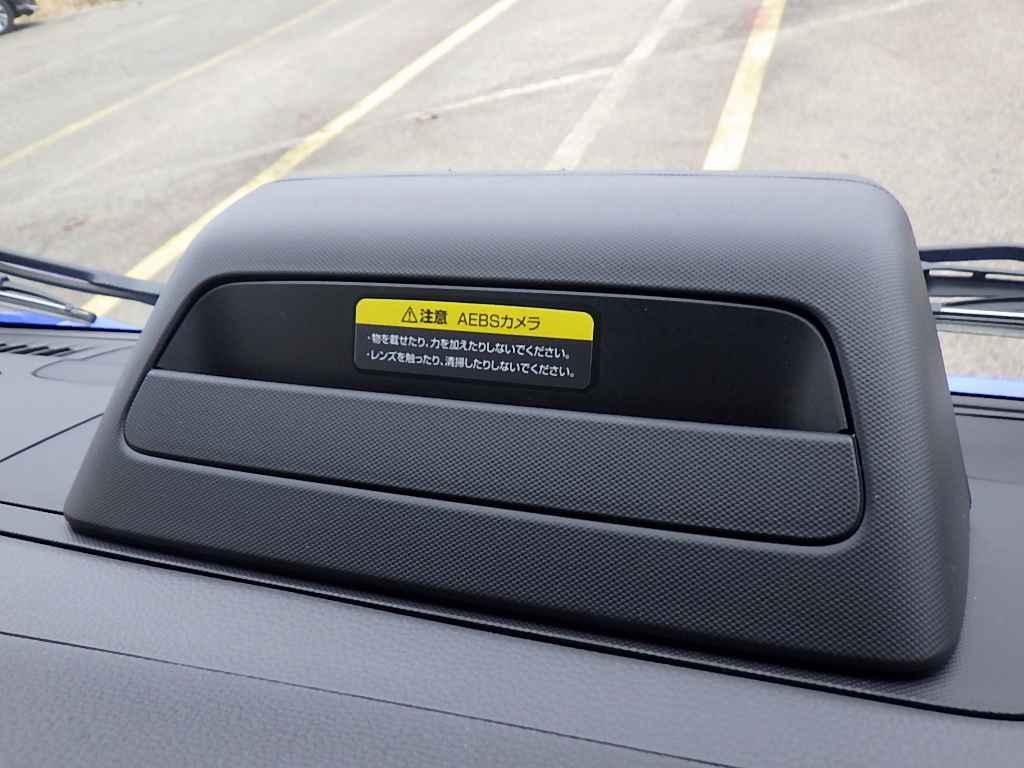 ⚠注意 AEBSカメラ
・物を載せたり、力を加えたりしないでください。
・レンズを触ったり、清掃したりしないでください。